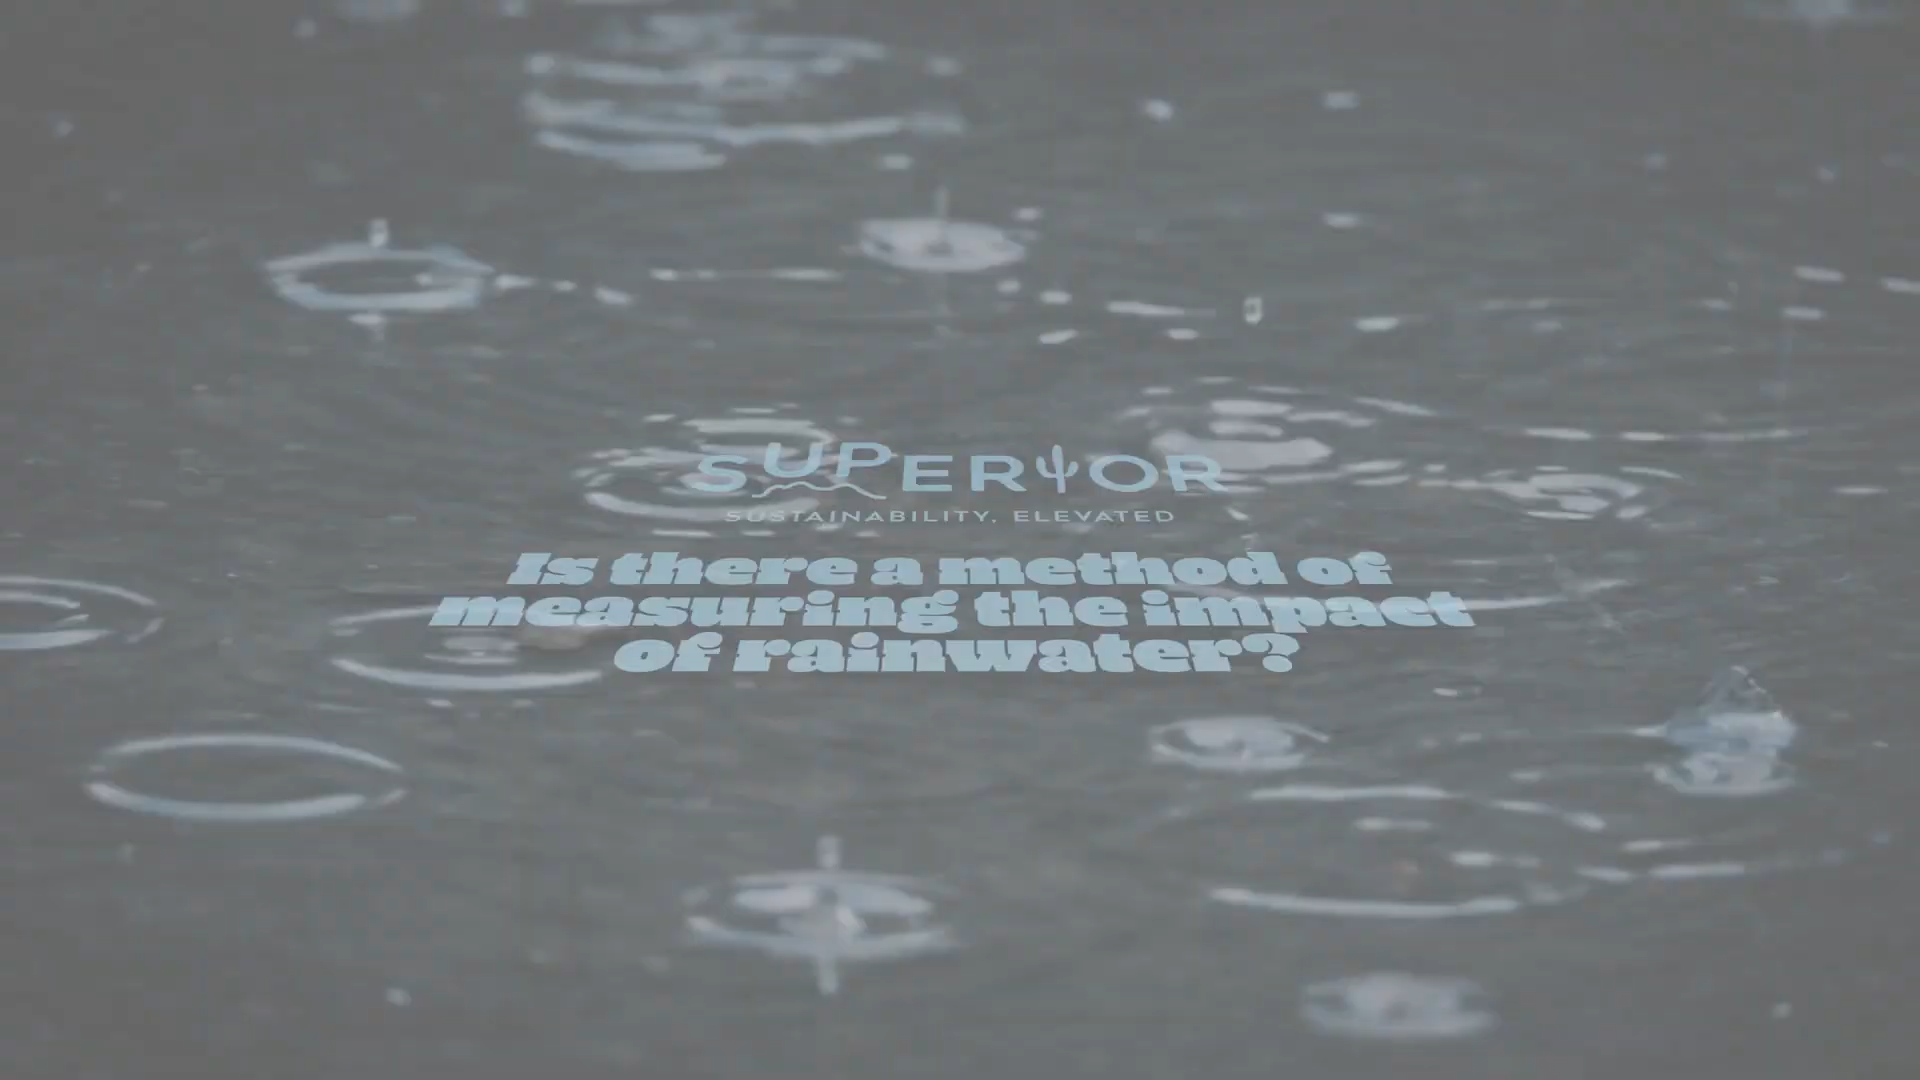 SUPERIOR
SUSTAINABILITY, ELEVATED
Is there a method of
measuring the impact
of rainwater?